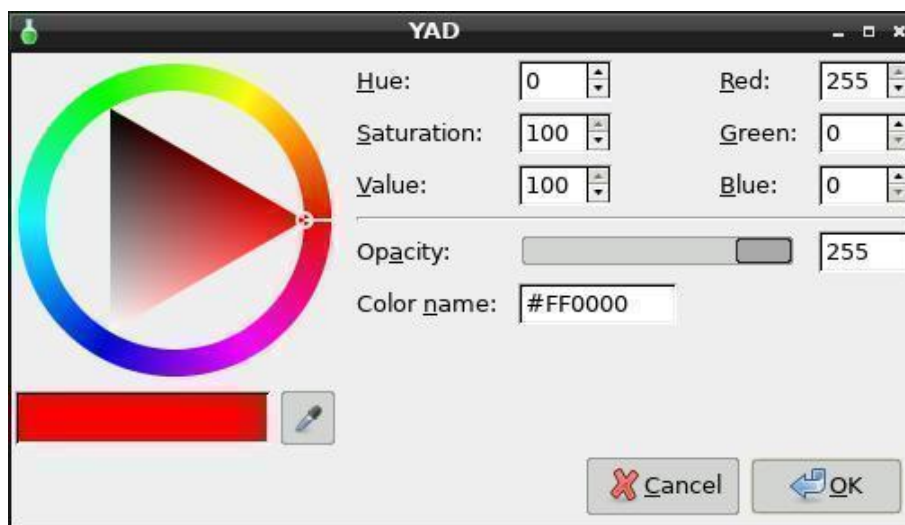 YAD
Hue: 0 Red: 255
Saturation: 100 Green: 0
Value: 100 Blue: 0
Opacity: 255
Color name: #FF0000
Cancel OK